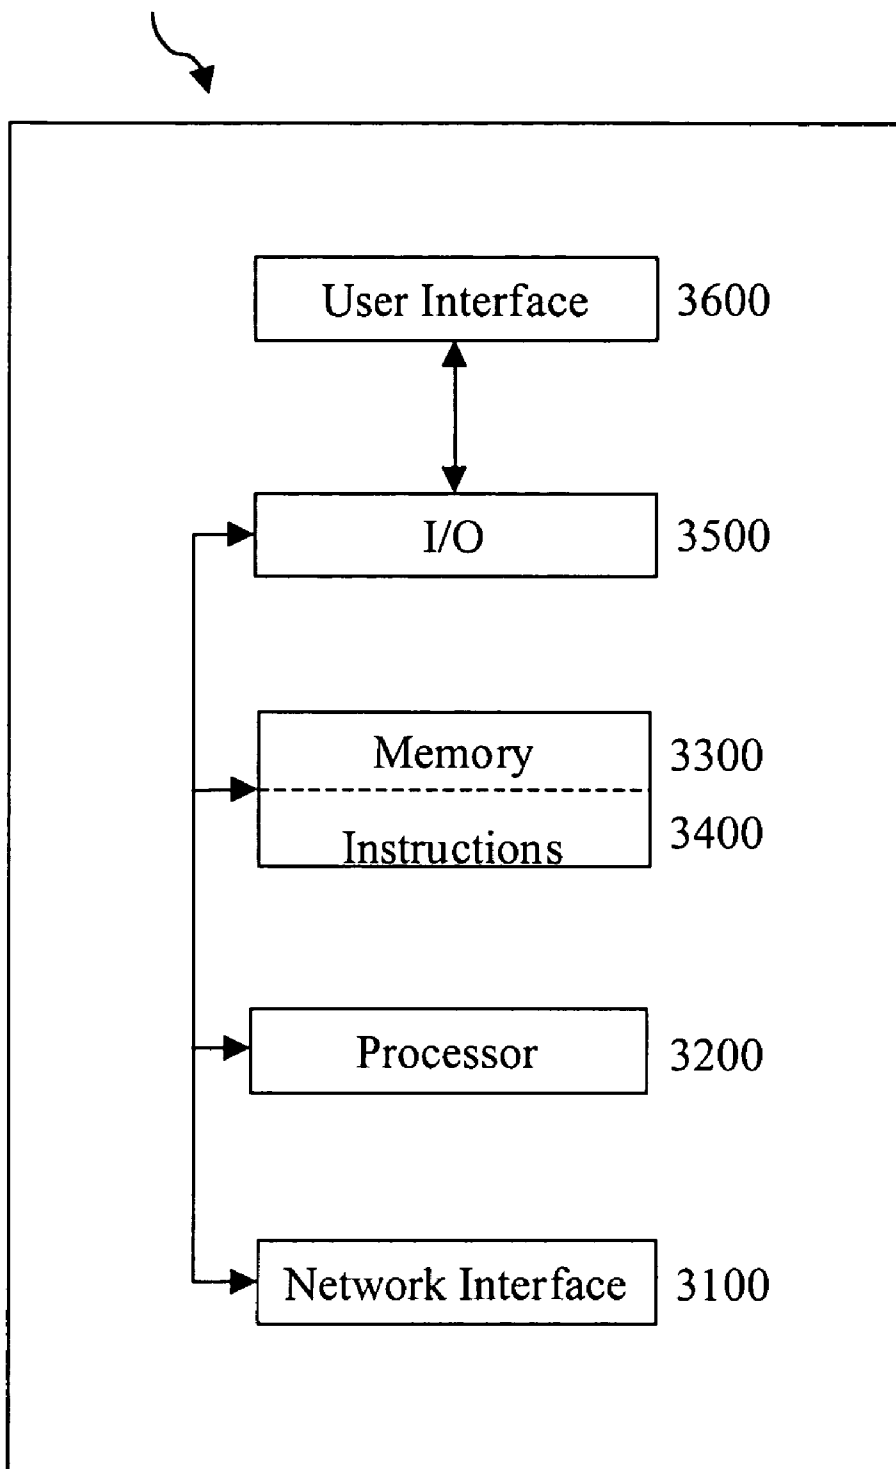 User Interface 3600
I/O 3500
Memory 3300
Instructions 3400
Processor 3200
Network Interface 3100